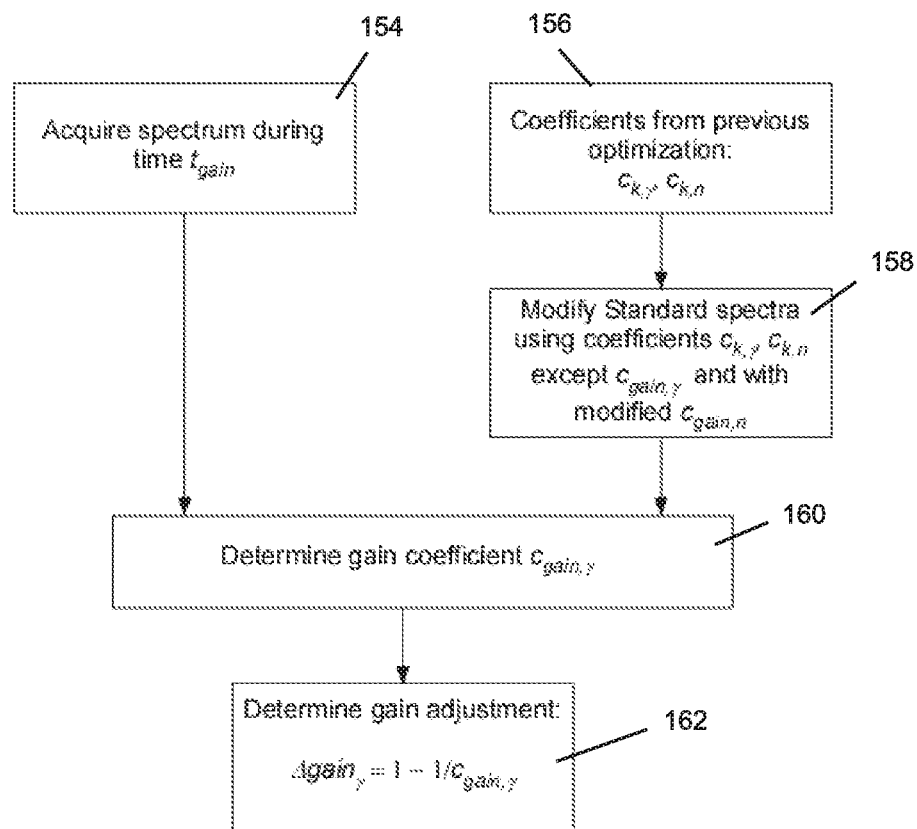 154
156
Acquire spectrum during
time t_gain
Coefficients from previous
optimization:
c_k,γ, c_k,n
158
Modify Standard spectra
using coefficients c_k,γ, c_k,n
except c_gain,γ and with
modified c_gain,n
160
Determine gain coefficient c_gain,γ
Determine gain adjustment:
162
Δgain_γ = 1 − 1/c_gain,γ